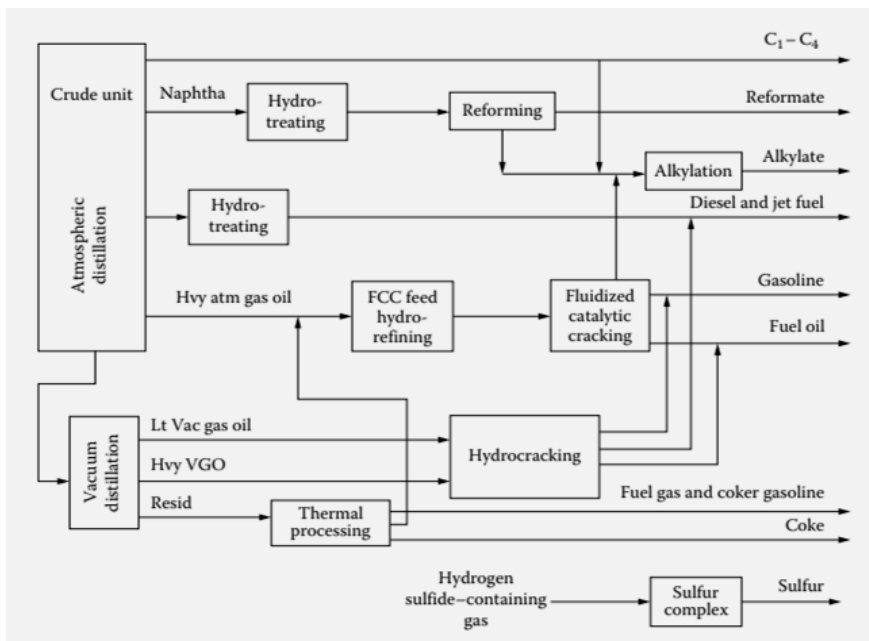 C₁ – C₄
Crude unit
Naphtha
Hydro-
treating
Reforming
Reformate
Alkylation
Alkylate
Atmospheric
distillation
Hydro-
treating
Diesel and jet fuel
Hvy atm gas oil
FCC feed
hydro-
refining
Fluidized
catalytic
cracking
Gasoline
Fuel oil
Vacuum
distillation
Lt Vac gas oil
Hvy VGO
Resid
Hydrocracking
Thermal
processing
Fuel gas and coker gasoline
Coke
Hydrogen
sulfide–containing
gas
Sulfur
complex
Sulfur